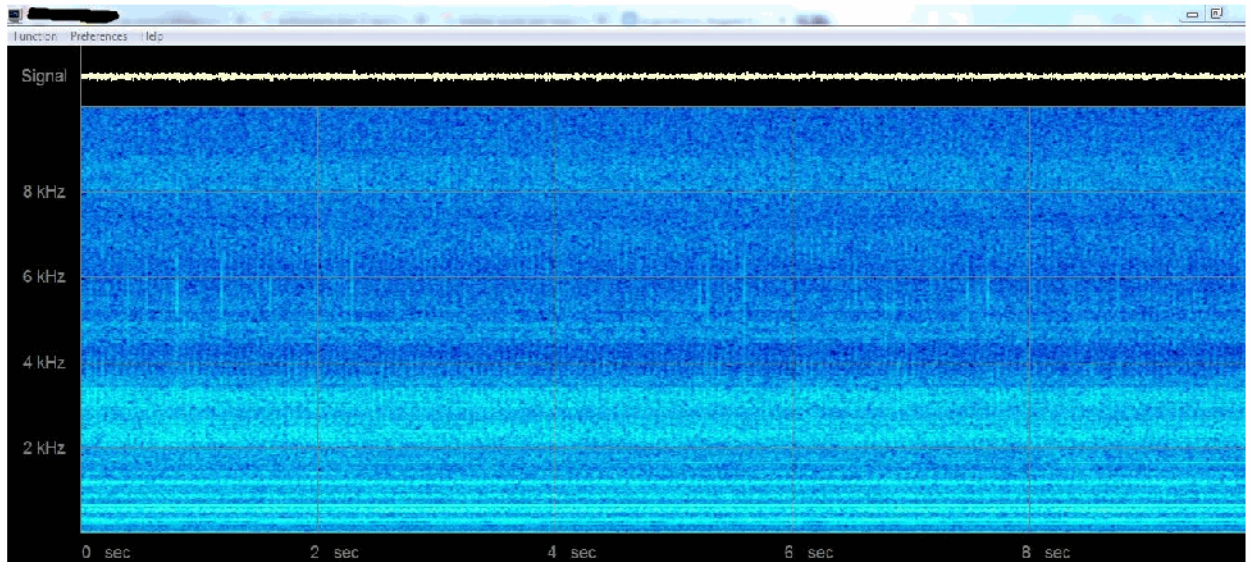 Function Preferences Help
Signal
8 kHz
6 kHz
4 kHz
2 kHz
0 sec 2 sec 4 sec 6 sec 8 sec